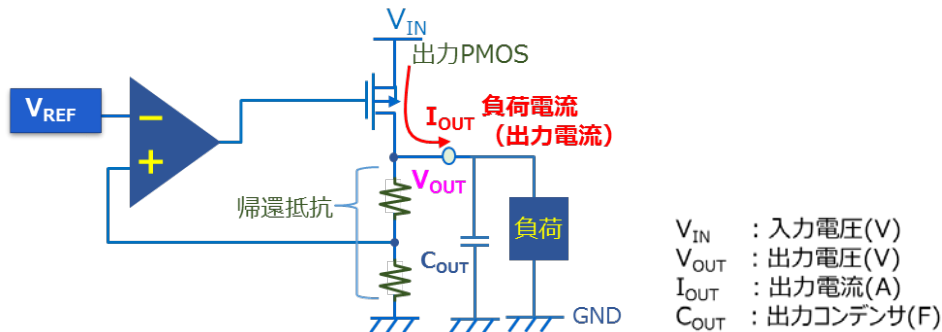 VIN
出力PMOS
VREF
−
+
IOUT 負荷電流
（出力電流）
VOUT
帰還抵抗
負荷
COUT
GND
VIN ：入力電圧(V)
VOUT ：出力電圧(V)
IOUT ：出力電流(A)
COUT ：出力コンデンサ(F)